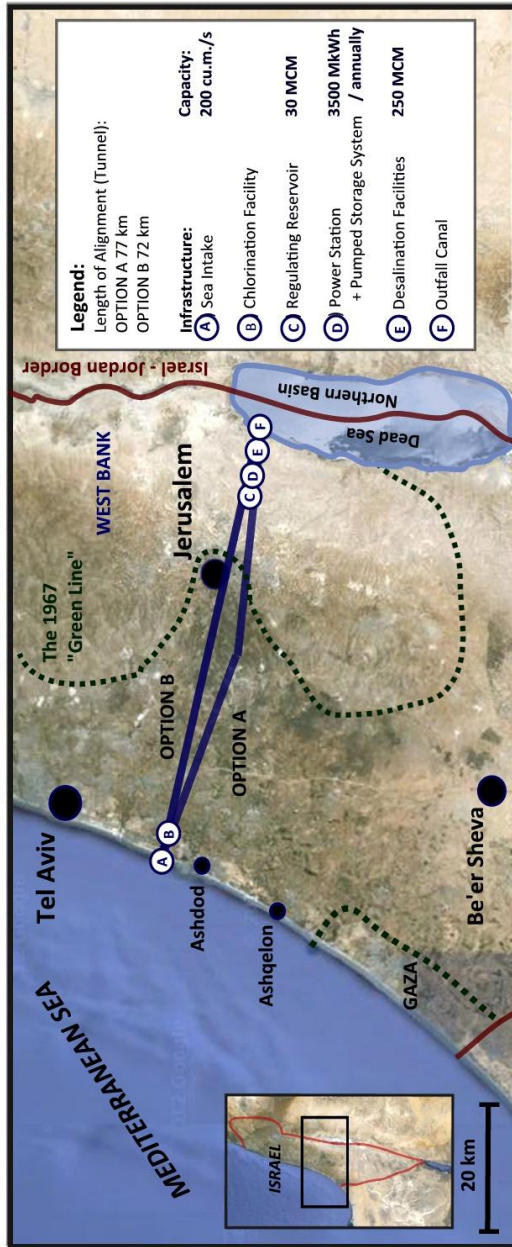 MEDITERRANEAN SEA
Tel Aviv
Ashdod
Ashqelon
GAZA
Be'er Sheva
The 1967
"Green Line"
WEST BANK
Jerusalem
OPTION B
OPTION A
A
B
C
D
E
F
Israel - Jordan Border
Dead Sea
Northern Basin
ISRAEL
20 km
Legend:
Length of Alignment (Tunnel):
OPTION A 77 km
OPTION B 72 km
Infrastructure: Capacity:
A Sea Intake 200 cu.m./s
B Chlorination Facility
C Regulating Reservoir 30 MCM
D Power Station 3500 MkWh
+ Pumped Storage System / annually
E Desalination Facilities 250 MCM
F Outfall Canal